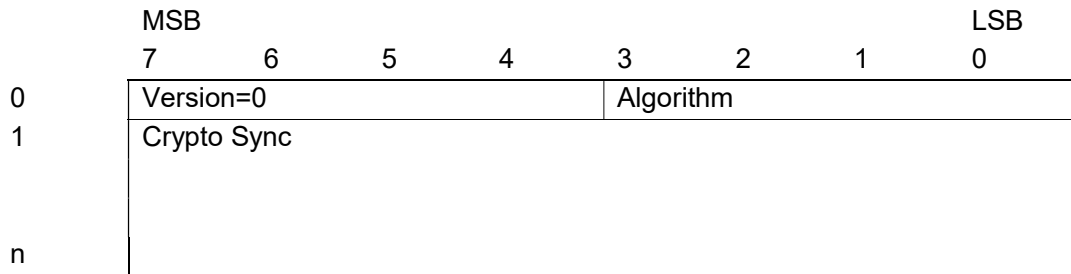 MSB LSB
7 6 5 4 3 2 1 0
0 Version=0 Algorithm
1 Crypto Sync
n